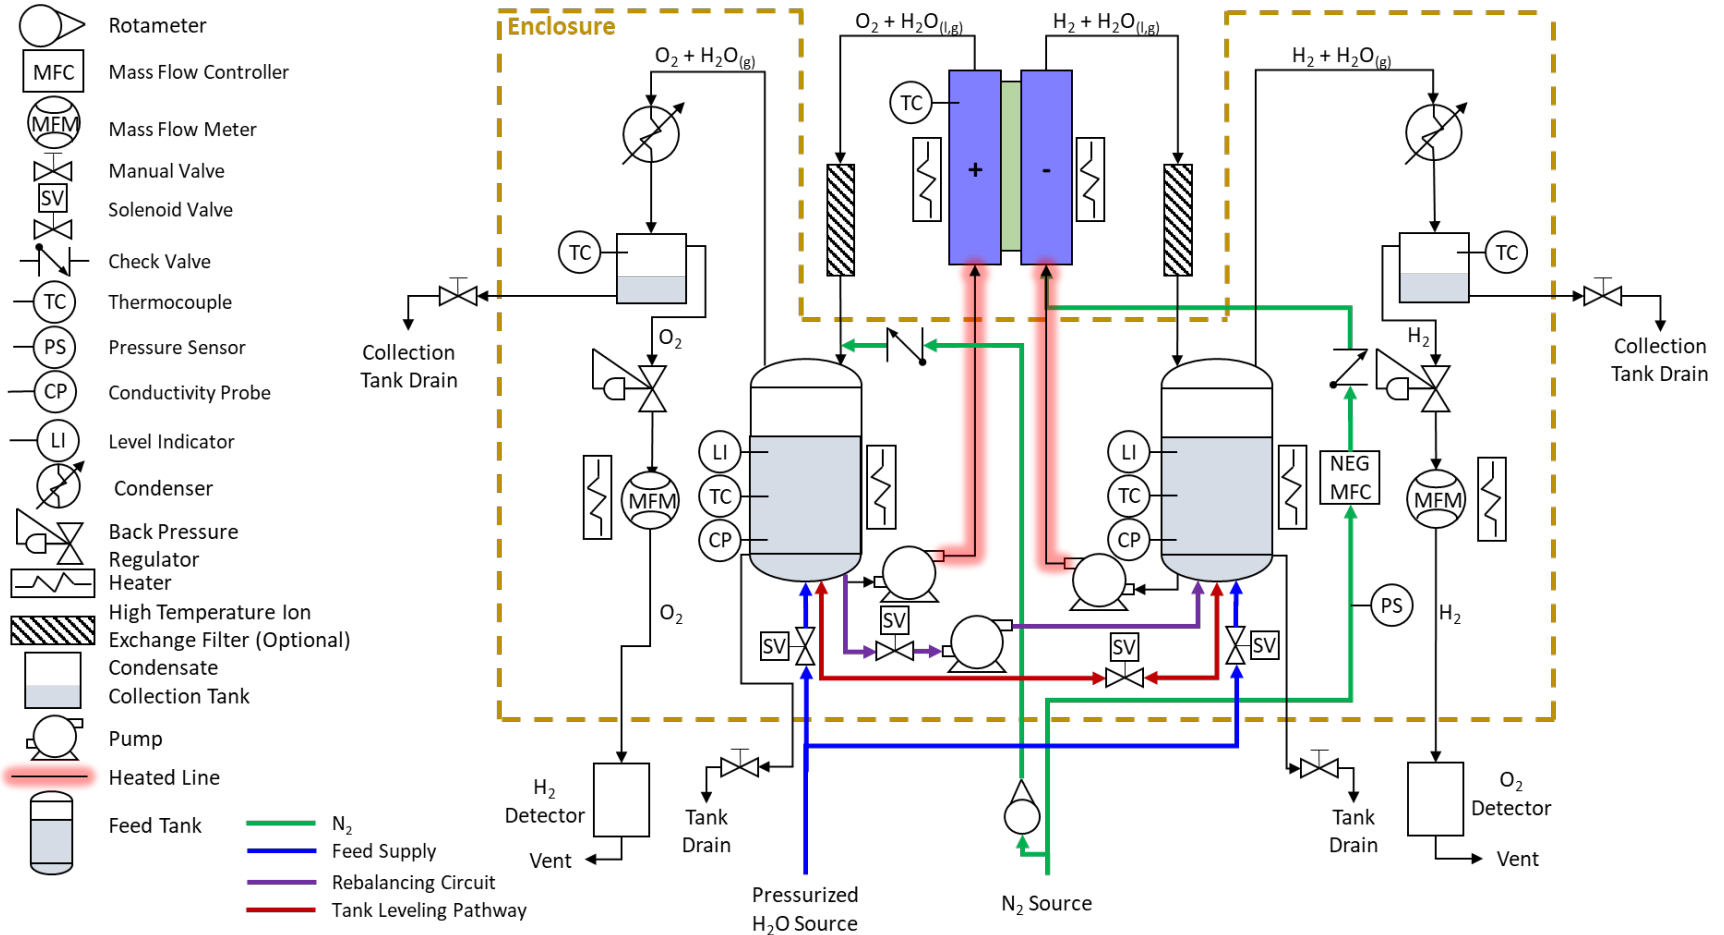 Rotameter
MFC
Mass Flow Controller
MFM
Mass Flow Meter
Manual Valve
SV
Solenoid Valve
Check Valve
TC
Thermocouple
PS
Pressure Sensor
CP
Conductivity Probe
LI
Level Indicator
Condenser
Back Pressure
Regulator
Heater
High Temperature Ion
Exchange Filter (Optional)
Condensate
Collection Tank
Pump
Heated Line
Feed Tank
N2
Feed Supply
Rebalancing Circuit
Tank Leveling Pathway
Enclosure
O2 + H2O(g)
O2 + H2O(l,g)
H2 + H2O(l,g)
H2 + H2O(g)
TC
+
-
TC
TC
Collection
Tank Drain
Collection
Tank Drain
O2
H2
LI
TC
CP
LI
TC
CP
NEG
MFC
MFM
MFM
O2
H2
PS
SV
SV
SV
SV
H2
Detector
Vent
Tank
Drain
Pressurized
H2O Source
N2 Source
Tank
Drain
O2
Detector
Vent